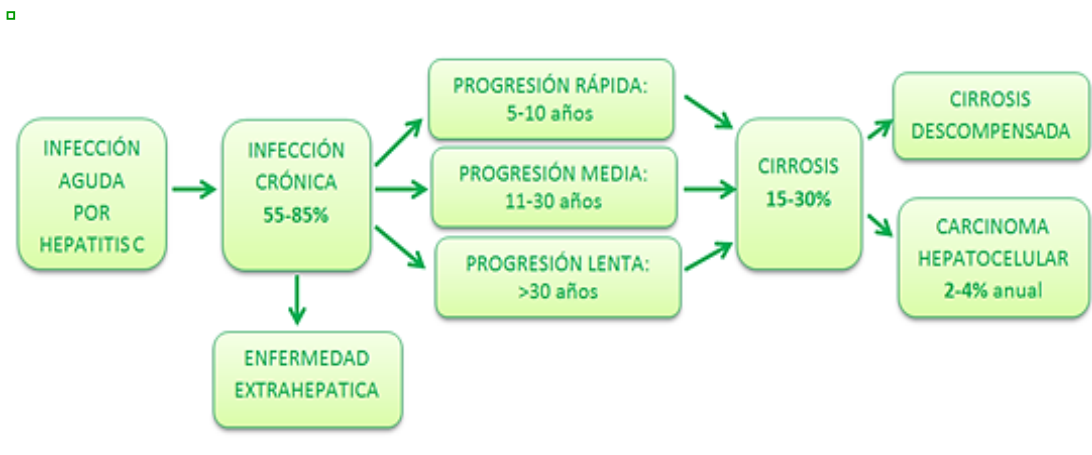 INFECCIÓN
AGUDA
POR
HEPATITIS C
INFECCIÓN
CRÓNICA
55-85%
ENFERMEDAD
EXTRAHEPATICA
PROGRESIÓN RÁPIDA:
5-10 años
PROGRESIÓN MEDIA:
11-30 años
PROGRESIÓN LENTA:
>30 años
CIRROSIS
15-30%
CIRROSIS
DESCOMPENSADA
CARCINOMA
HEPATOCELULAR
2-4% anual